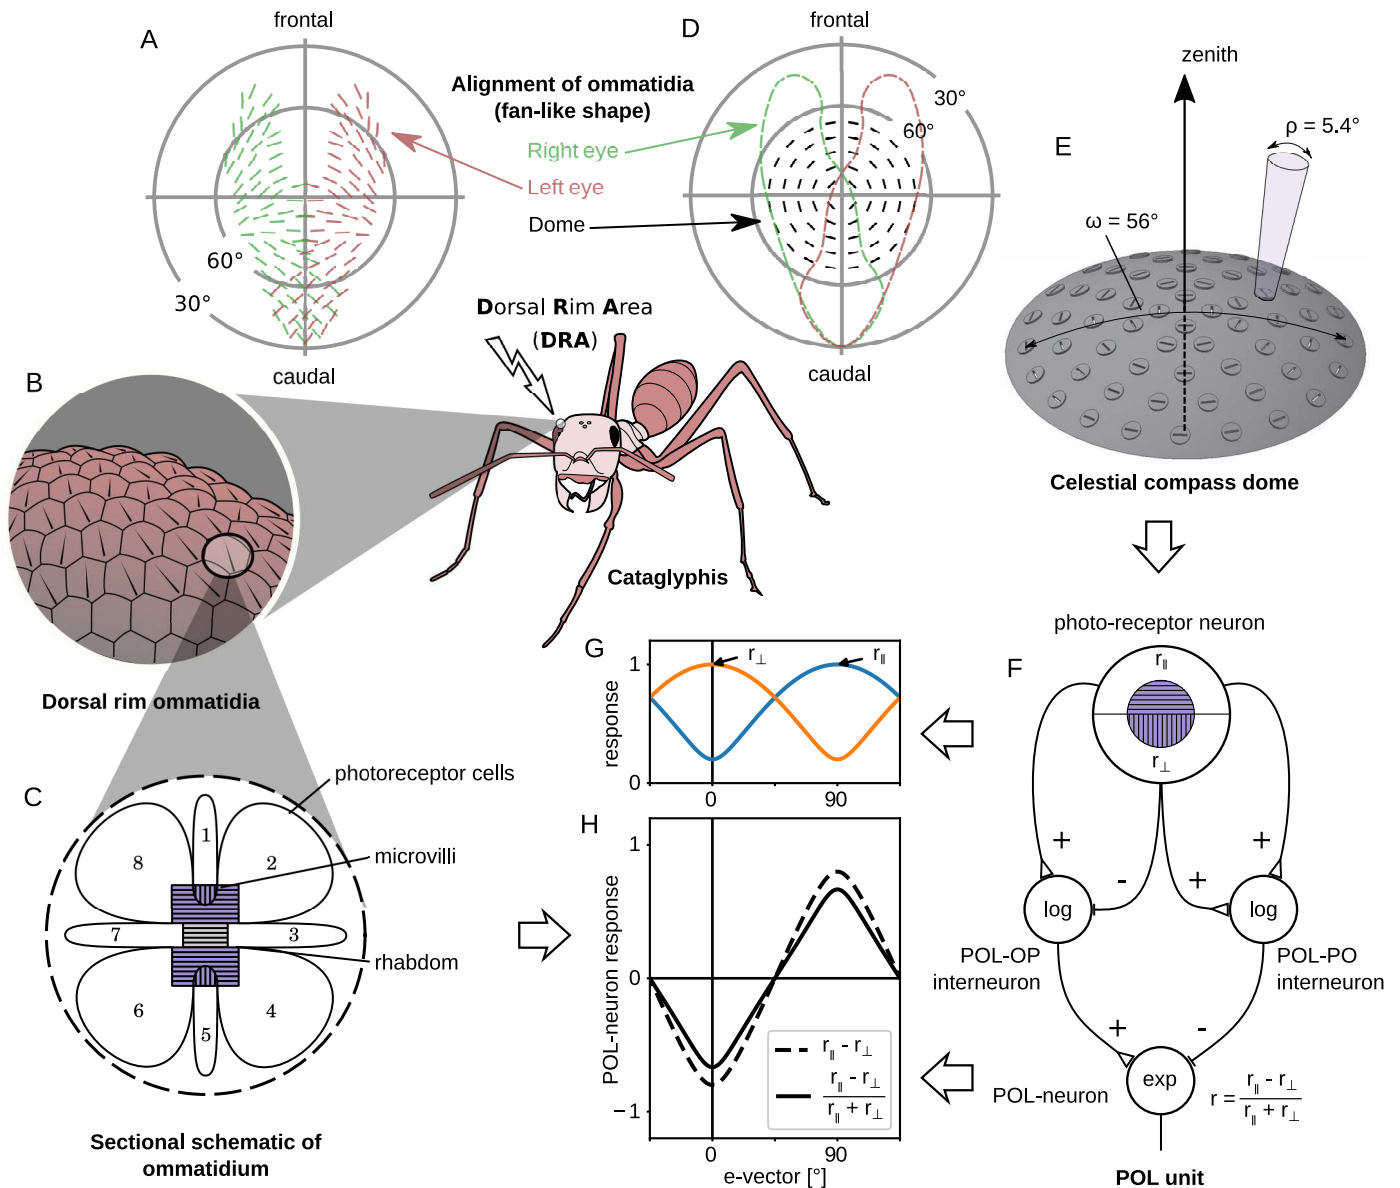 A
frontal
Alignment of ommatidia
(fan-like shape)
Right eye
Left eye
Dome
60°
30°
caudal
D
frontal
30°
60°
caudal
zenith
E
ρ = 5.4°
ω = 56°
Celestial compass dome
Dorsal Rim Area
(DRA)
B
Cataglyphis
Dorsal rim ommatidia
C
photoreceptor cells
microvilli
rhabdom
1
2
3
4
5
6
7
8
Sectional schematic of
ommatidium
G
r⊥
r∥
response
1
0
0
90
H
POL-neuron response
1
0
−1
r∥ - r⊥
r∥ - r⊥
r∥ + r⊥
0
90
e-vector [°]
photo-receptor neuron
F
r∥
r⊥
+
-
+
+
log
log
POL-OP
interneuron
POL-PO
interneuron
+
-
exp
POL-neuron
r = r∥ - r⊥
r∥ + r⊥
POL unit